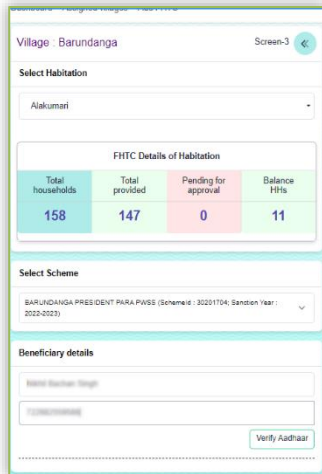 Village : Barundanga
Screen-3
Select Habitation
Alakumari
FHTC Details of Habitation
Total households
Total provided
Pending for approval
Balance HHs
158
147
0
11
Select Scheme
BARUNDANGA PRESIDENT PARA PWSS (Schemeid : 30201704; Sanction Year : 2022-2023)
Beneficiary details
Verify Aadhaar